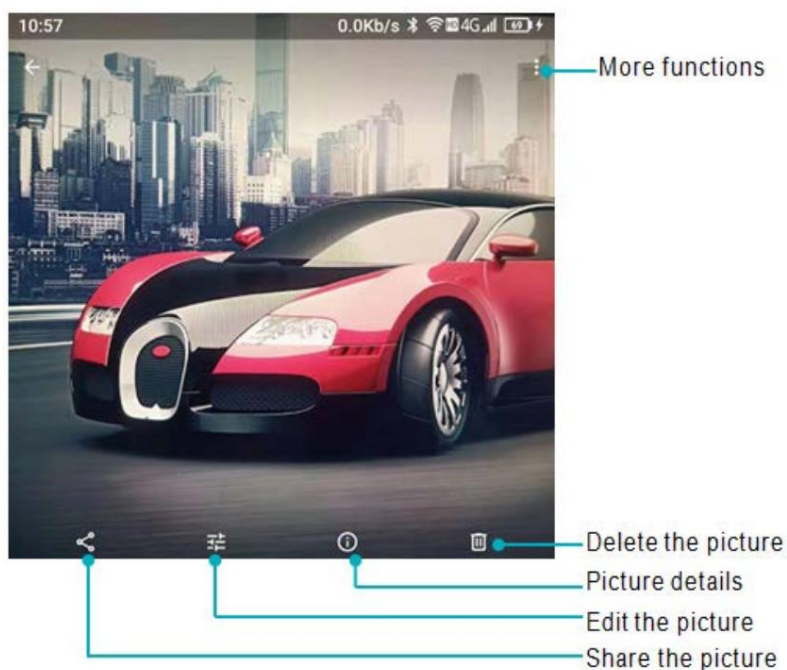 10:57
0.0Kb/s HD 4G 69
More functions
Delete the picture
Picture details
Edit the picture
Share the picture